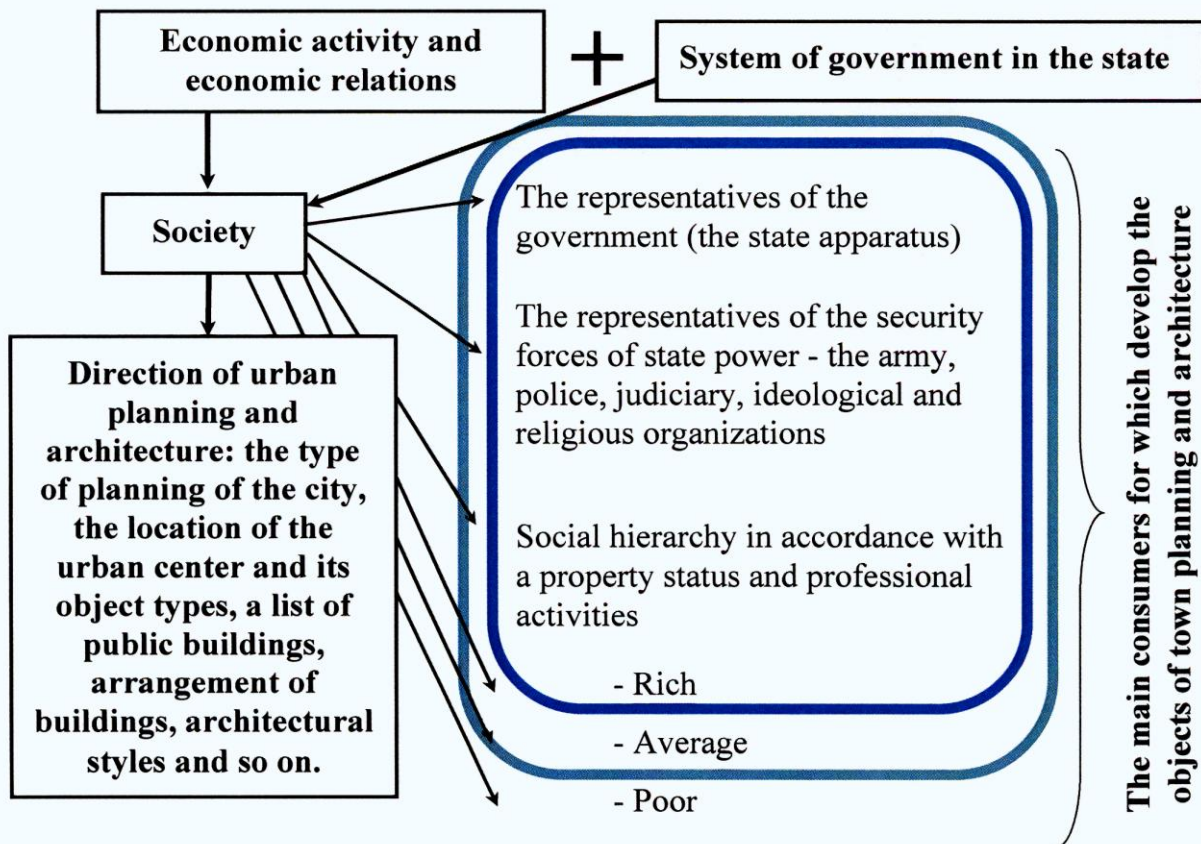 Economic activity and
economic relations
+
System of government in the state
Society
Direction of urban
planning and
architecture: the type
of planning of the city,
the location of the
urban center and its
object types, a list of
public buildings,
arrangement of
buildings, architectural
styles and so on.
The representatives of the
government (the state apparatus)
The representatives of the security
forces of state power - the army,
police, judiciary, ideological and
religious organizations
Social hierarchy in accordance with
a property status and professional
activities
- Rich
- Average
- Poor
The main consumers for which develop the
objects of town planning and architecture